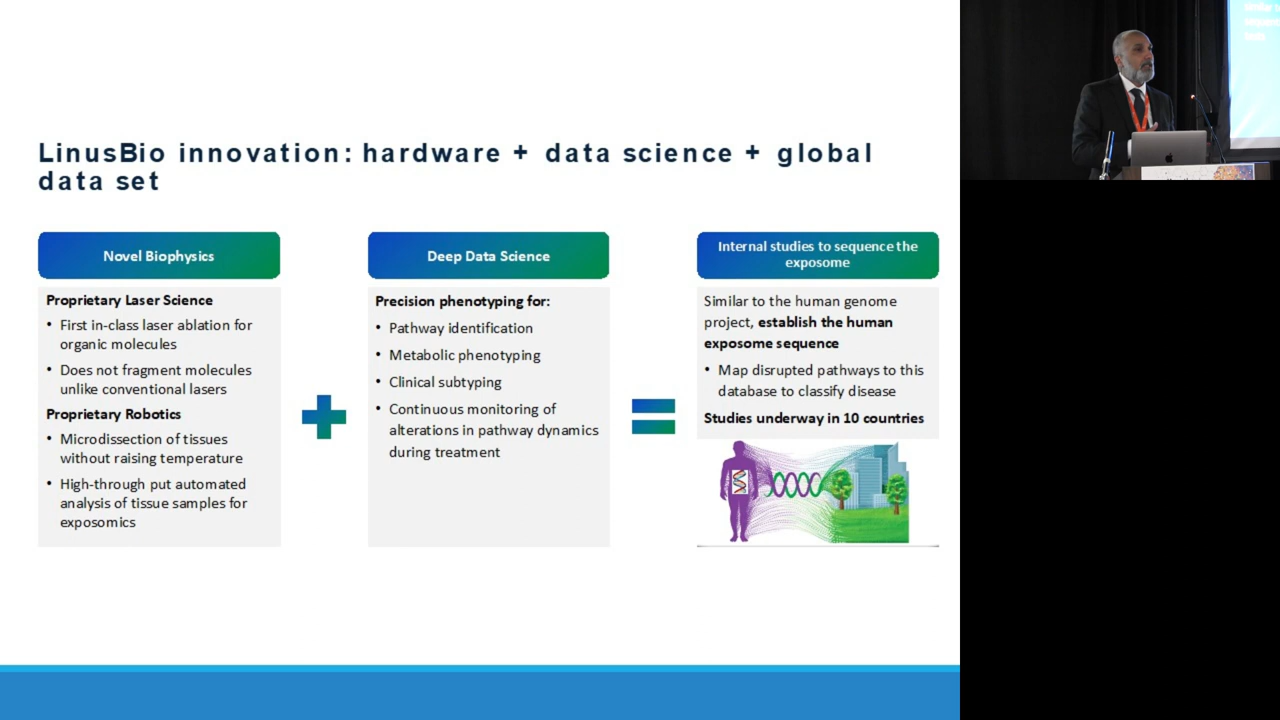 LinusBio innovation: hardware + data science + global
data set
Novel Biophysics
Proprietary Laser Science
• First in-class laser ablation for
organic molecules
• Does not fragment molecules
unlike conventional lasers
Proprietary Robotics
• Microdissection of tissues
without raising temperature
• High-through put automated
analysis of tissue samples for
exposomics
Deep Data Science
Precision phenotyping for:
• Pathway identification
• Metabolic phenotyping
• Clinical subtyping
• Continuous monitoring of
alterations in pathway dynamics
during treatment
Internal studies to sequence the
exposome
Similar to the human genome
project, establish the human
exposome sequence
• Map disrupted pathways to this
database to classify disease
Studies underway in 10 countries